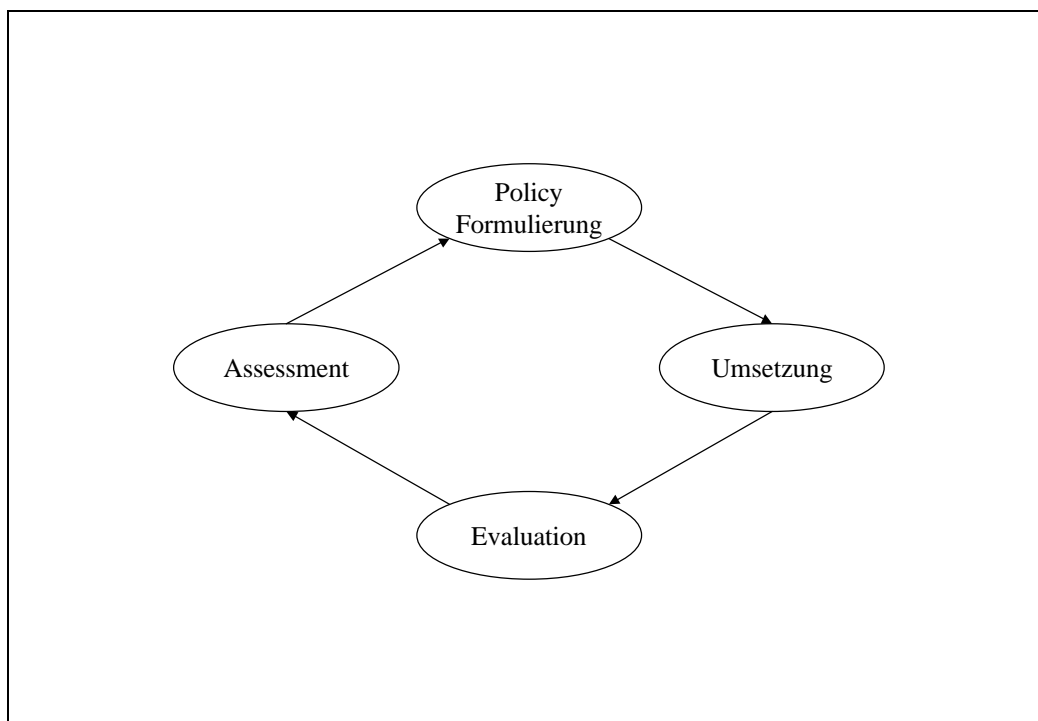 Policy
Formulierung
Assessment
Umsetzung
Evaluation